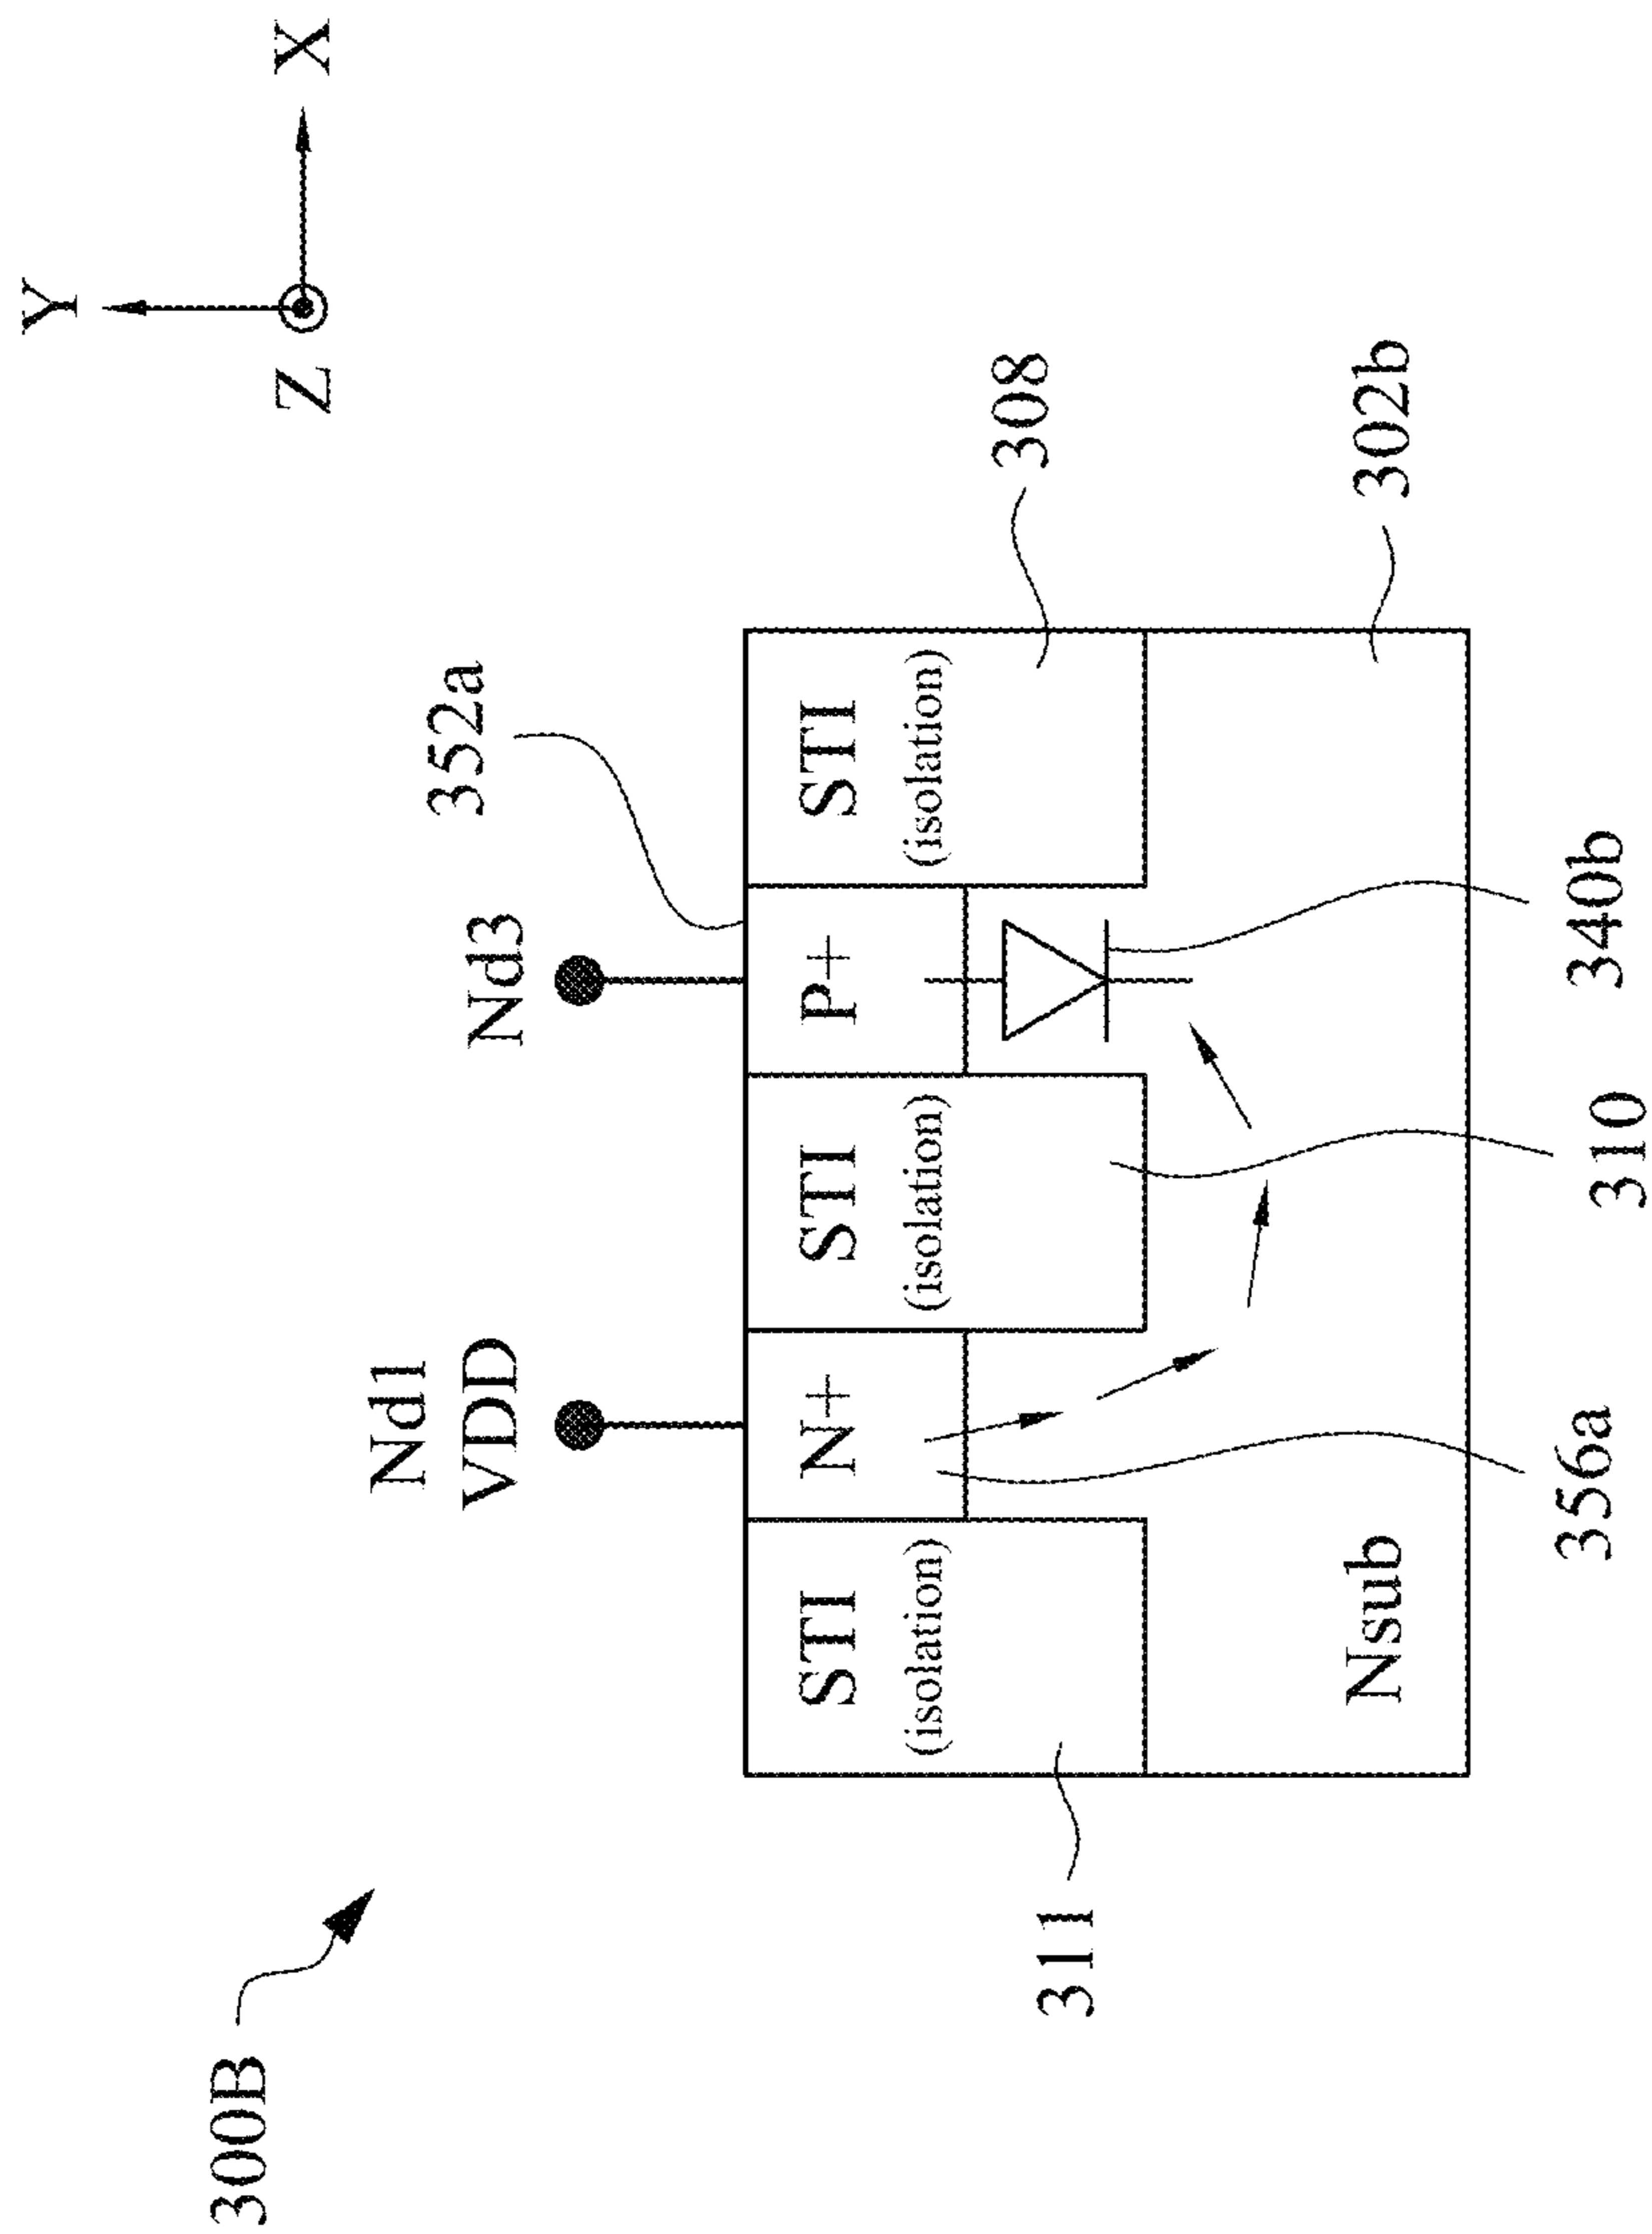 300B
Y
Z
X
Nd1
VDD
Nd3
352a
STI
(isolation)
N+
STI
(isolation)
P+
STI
(isolation)
311
308
Nsub
302b
356a
310
340b